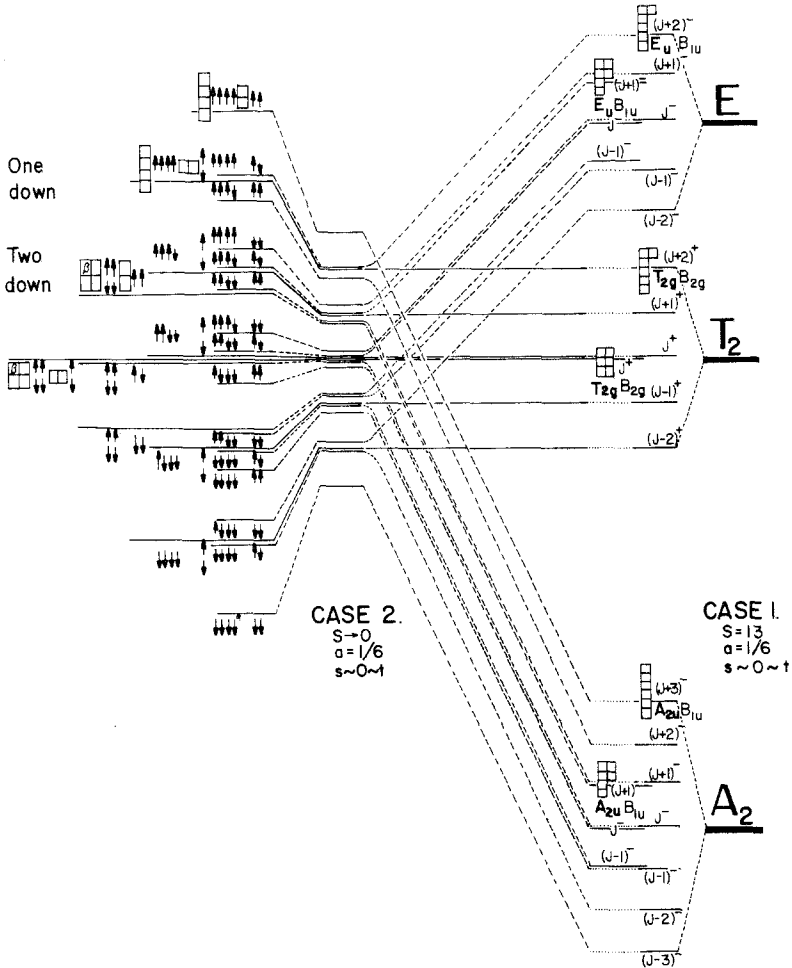 One
down
Two
down
β
β
CASE 2.
S→0
a=1/6
s~0~t
CASE 1.
S=13
a=1/6
s~0~t
(J+2)⁻
E_u B_1u
(J+1)⁻
(J+1)⁻
E_u B_1u
J⁻
J⁻
(J-1)⁻
(J-1)⁻
(J-2)⁻
E
(J+2)⁺
T_2g B_2g
(J+1)⁺
J⁺
J⁺
T_2g B_2g
(J-1)⁺
(J-2)⁺
T_2
(J+3)⁻
A_2u B_1u
(J+2)⁻
(J+1)⁻
(J+1)⁻
A_2u B_1u
J⁻
J⁻
(J-1)⁻
(J-1)⁻
(J-2)⁻
(J-3)⁻
A_2